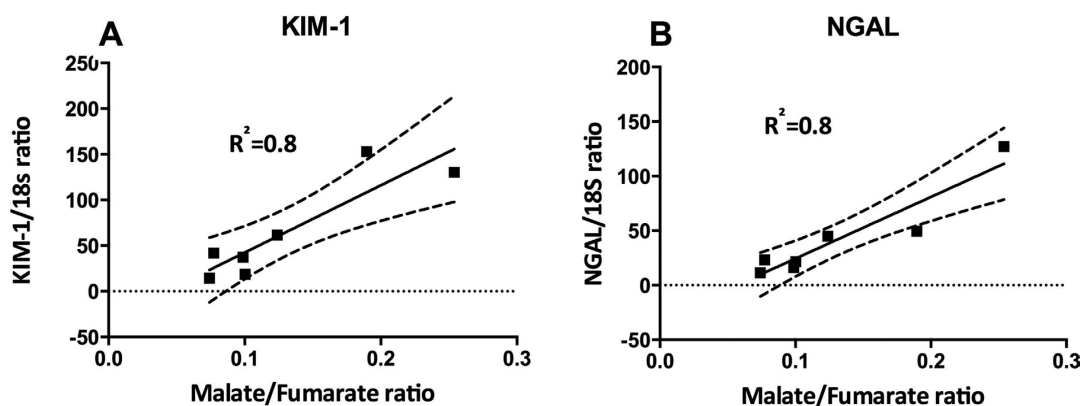 A
KIM-1
KIM-1/18s ratio
250
200
150
100
50
0
-50
R²=0.8
0.0
0.1
0.2
0.3
Malate/Fumarate ratio
B
NGAL
NGAL/18S ratio
200
150
100
50
0
-50
R²=0.8
0.0
0.1
0.2
0.3
Malate/Fumarate ratio